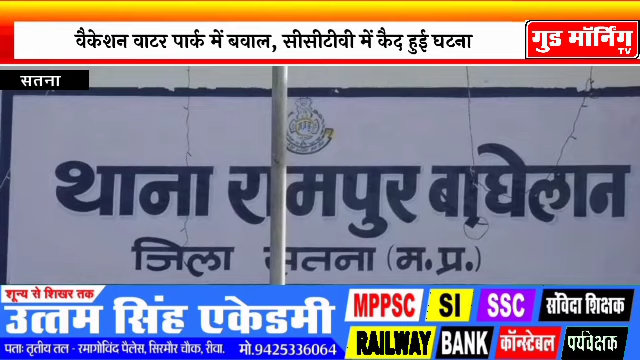 वैकेशन वाटर पार्क में बवाल, सीसीटीवी में कैद हुई घटना
गुड मॉर्निंग
TV
सतना
थाना रामपुर बाघेलान
जिला सतना (म.प्र.)
शून्य से शिखर तक
उत्तम सिंह एकेडमी
पताः तृतीय तल - रमागोविंद पैलेस, सिरमौर चौक, रीवा. मो.9425336064
MPPSC SI SSC संविदा शिक्षक
RAILWAY BANK कॉन्स्टेबल पर्यवेक्षक